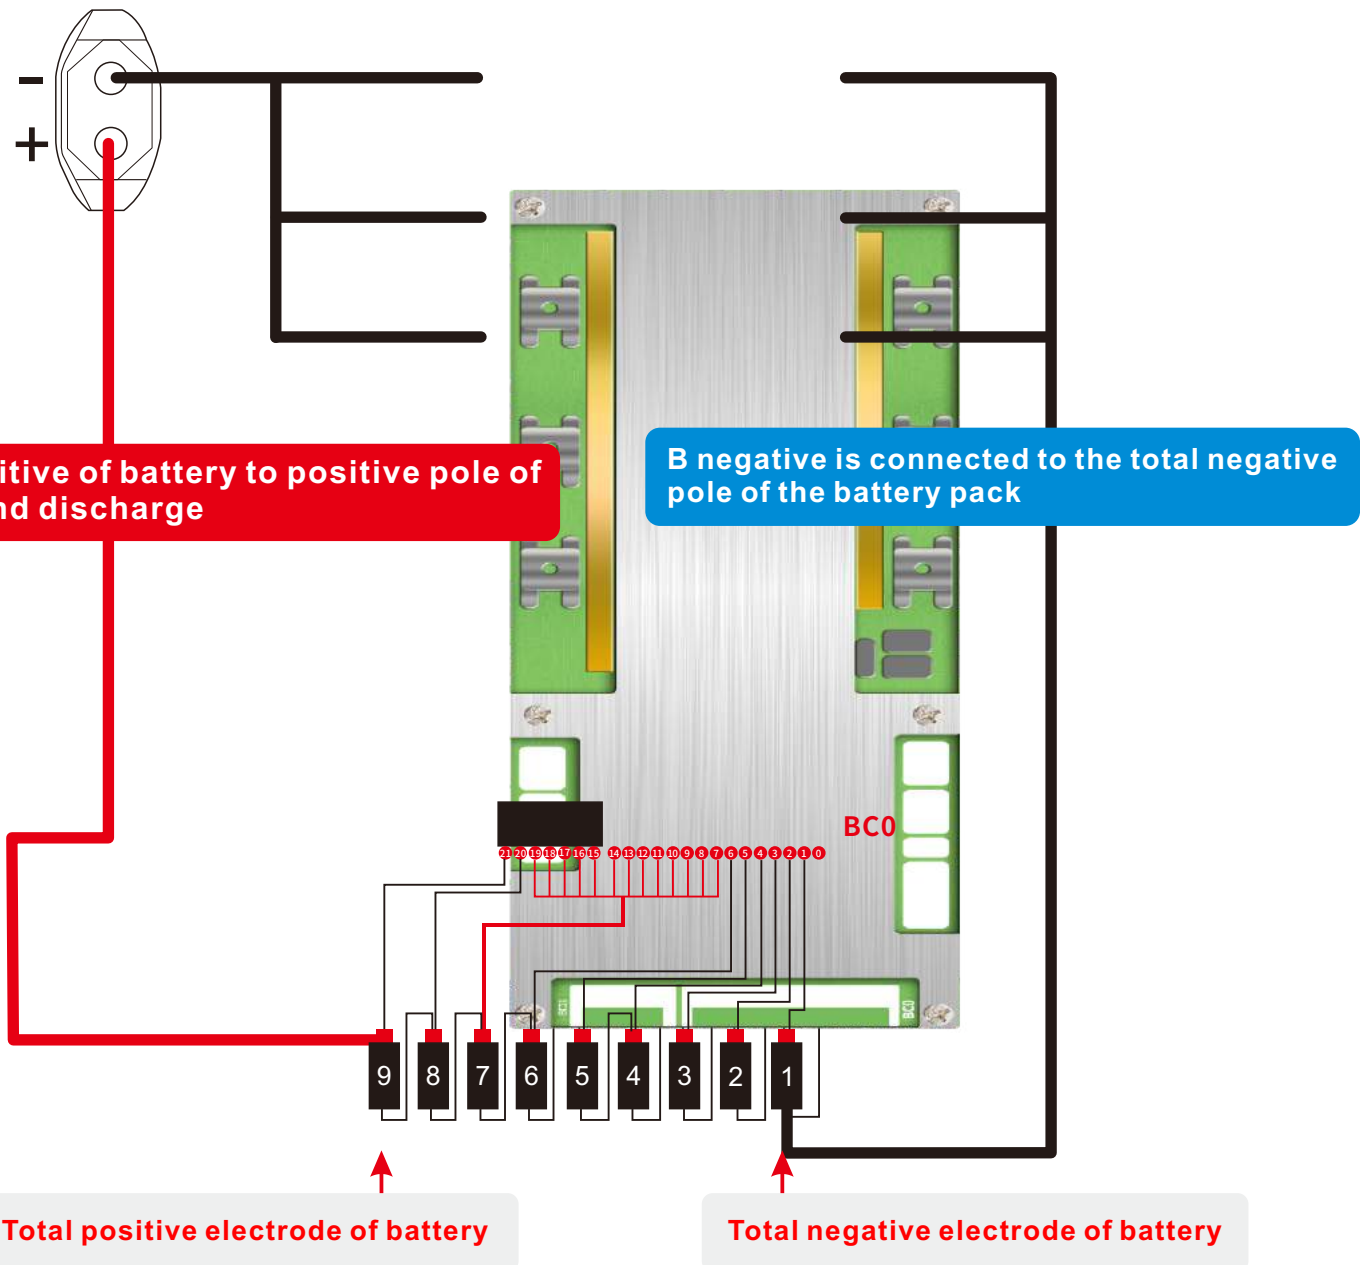 -
+
itive of battery to positive pole of
nd discharge
B negative is connected to the total negative
pole of the battery pack
BC0
21 20 19 18 17 16 15 14 13 12 11 10 9 8 7 6 5 4 3 2 1 0
BC0
9 8 7 6 5 4 3 2 1
Total positive electrode of battery
Total negative electrode of battery